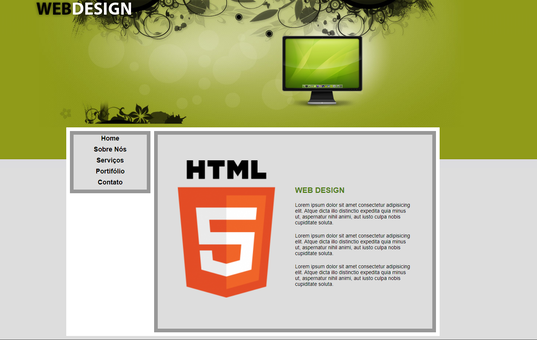 WEBDESIGN
Home
Sobre Nós
Serviços
Portifólio
Contato
HTML
5
WEB DESIGN
Lorem ipsum dolor sit amet consectetur adipisicing
elit. Atque dicta illo distinctio expedita quia minus
ut, aspernatur nihil animi, aut iusto culpa nobis
cupiditate soluta.
Lorem ipsum dolor sit amet consectetur adipisicing
elit. Atque dicta illo distinctio expedita quia minus
ut, aspernatur nihil animi, aut iusto culpa nobis
cupiditate soluta.
Lorem ipsum dolor sit amet consectetur adipisicing
elit. Atque dicta illo distinctio expedita quia minus
ut, aspernatur nihil animi, aut iusto culpa nobis
cupiditate soluta.